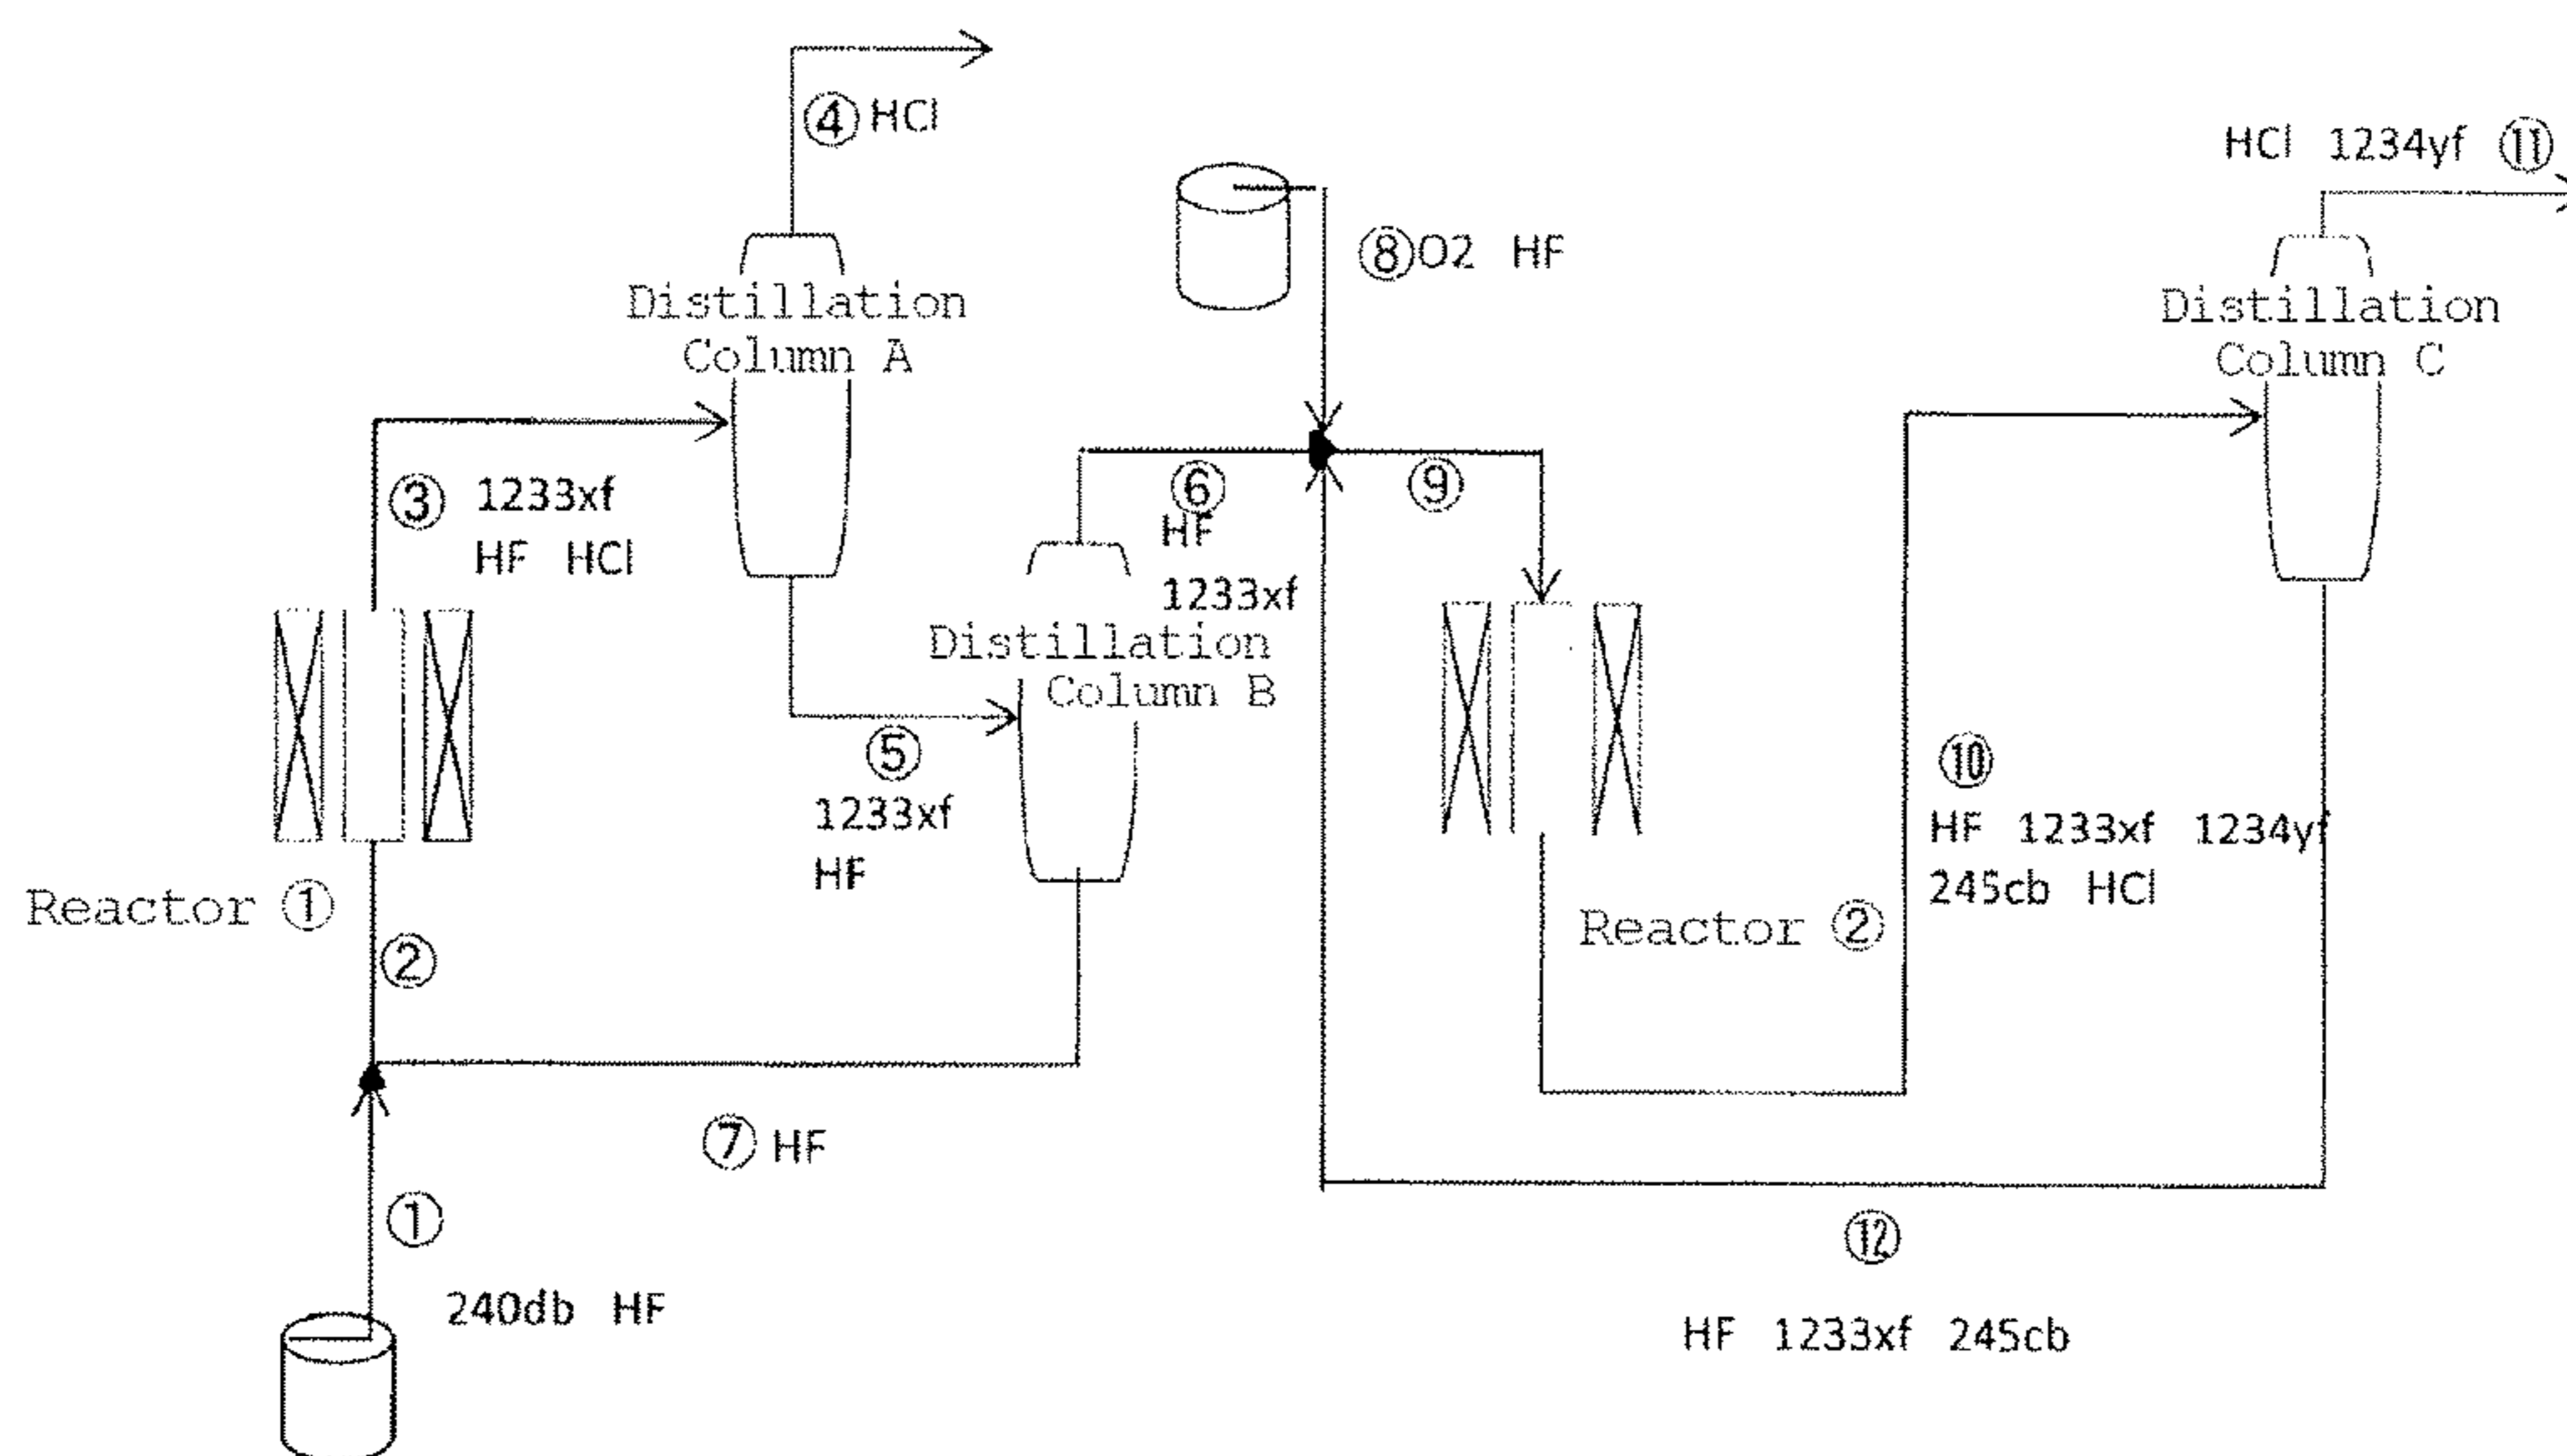 ④ HCl
HCl 1234yf ⑪
⑧O2 HF
Distillation
Column A
Distillation
Column C
③ 1233xf
HF HCl
⑥
HF
1233xf
⑨
Distillation
Column B
⑤
1233xf
HF
⑩
HF 1233xf 1234yf
245cb HCl
Reactor ①
Reactor ②
②
⑦ HF
①
240db HF
⑫
HF 1233xf 245cb